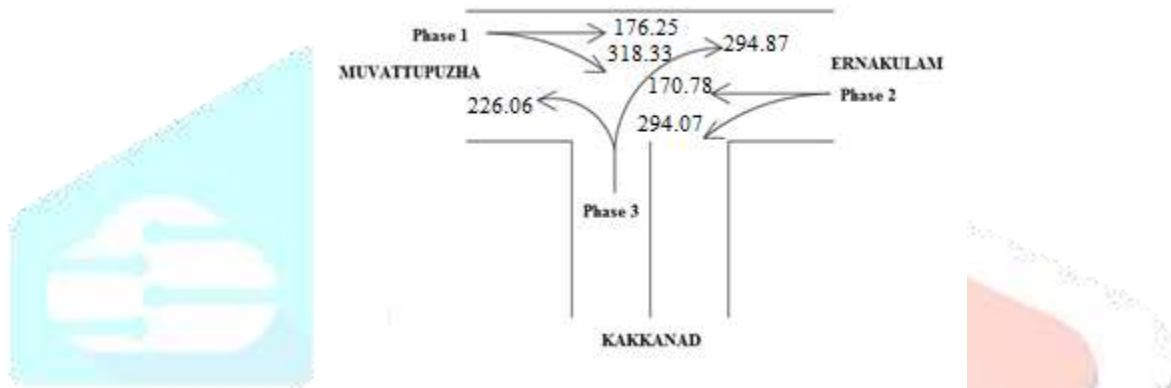 176.25
Phase 1
318.33
294.87
ERNAKULAM
MUVATTUPUZHA
170.78
Phase 2
226.06
294.07
Phase 3
KAKKANAD